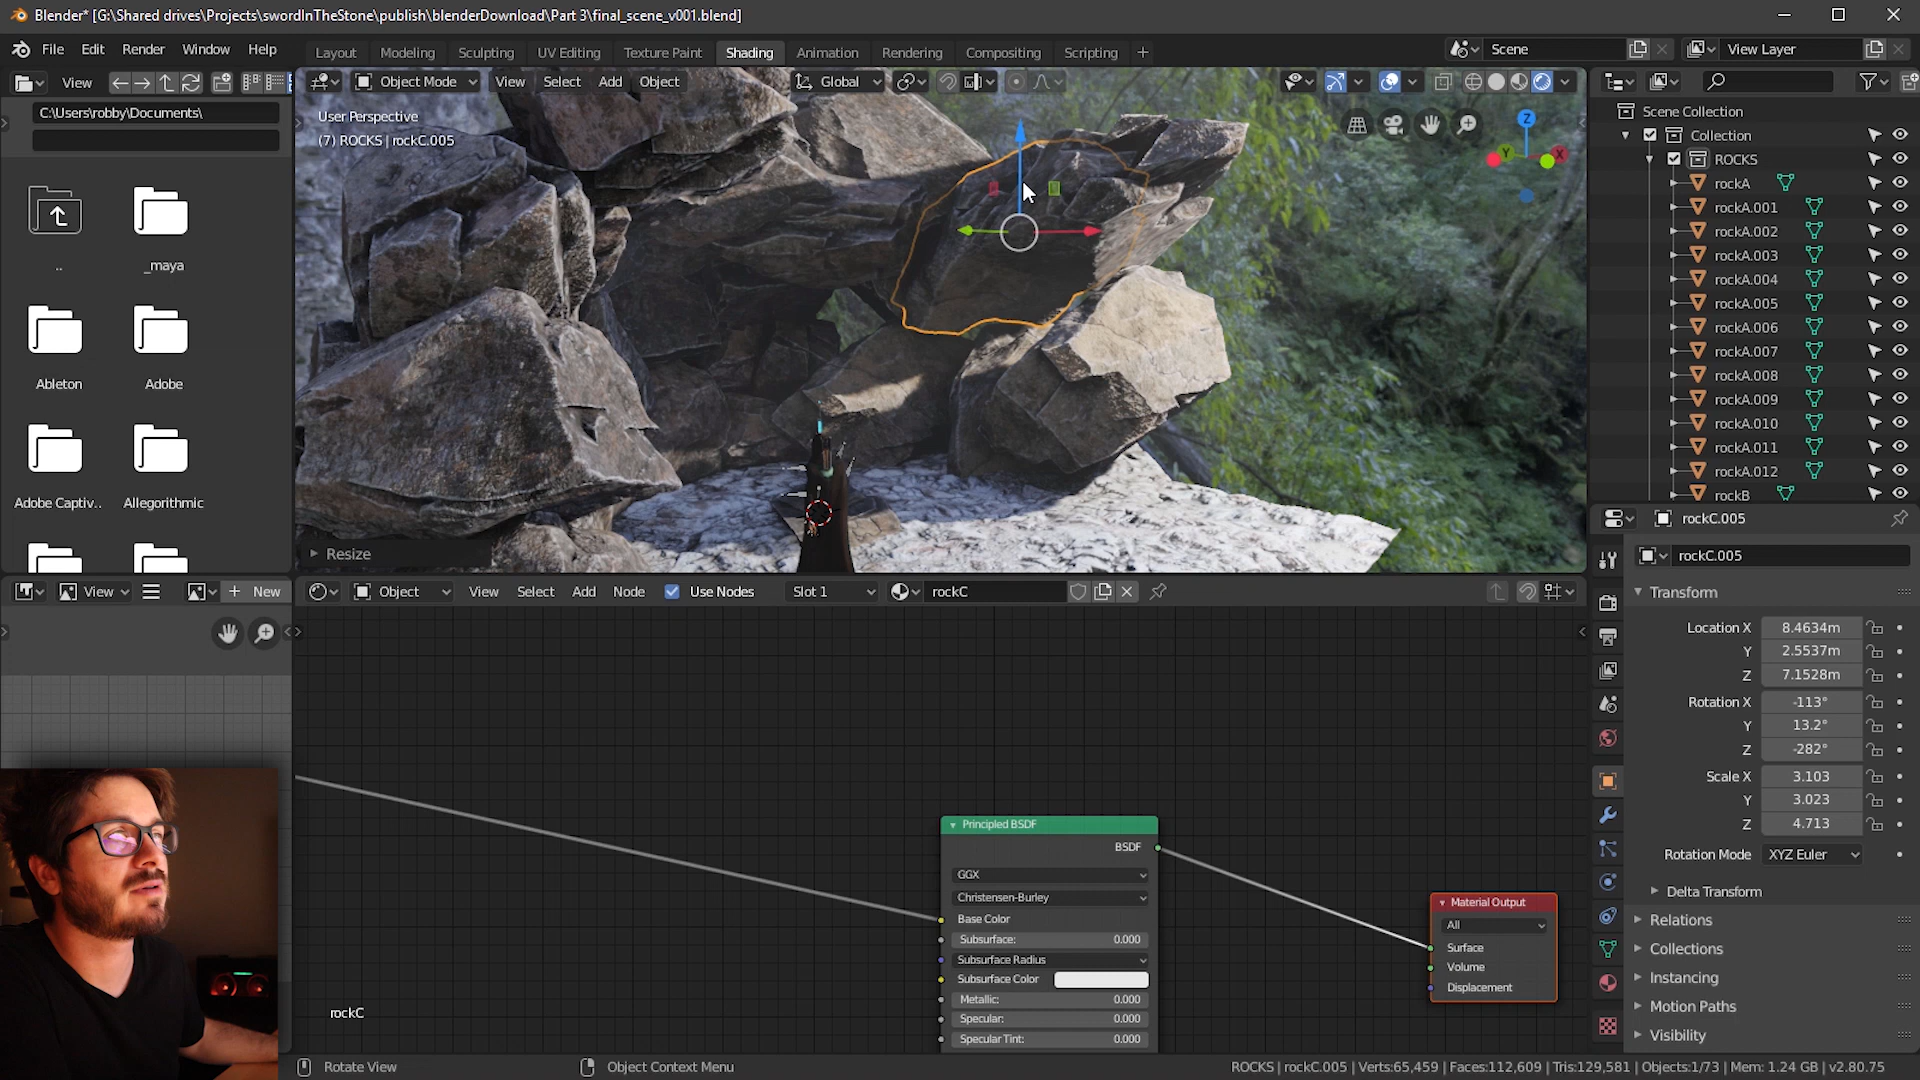 Blender* [G:\Shared drives\Projects\swordInTheStone\publish\blenderDownload\Part 3\final_scene_v001.blend]
File Edit Render Window Help
Layout Modeling Sculpting UV Editing Texture Paint Shading Animation Rendering Compositing Scripting +
Scene
View Layer
View
Object Mode View Select Add Object
Global
C:\Users\robby\Documents\
..
_maya
Ableton
Adobe
Adobe Captiv..
Allegorithmic
User Perspective
(7) ROCKS | rockC.005
Z
Y
X
Resize
Scene Collection
Collection
ROCKS
rockA
rockA.001
rockA.002
rockA.003
rockA.004
rockA.005
rockA.006
rockA.007
rockA.008
rockA.009
rockA.010
rockA.011
rockA.012
rockB
View
+ New
Object View Select Add Node Use Nodes Slot 1 rockC
Principled BSDF
BSDF
GGX
Christensen-Burley
Base Color
Subsurface: 0.000
Subsurface Radius
Subsurface Color
Metallic: 0.000
Specular: 0.000
Specular Tint: 0.000
Material Output
All
Surface
Volume
Displacement
rockC
rockC.005
rockC.005
Transform
Location X 8.4634m
Y 2.5537m
Z 7.1528m
Rotation X -113°
Y 13.2°
Z -282°
Scale X 3.103
Y 3.023
Z 4.713
Rotation Mode XYZ Euler
Delta Transform
Relations
Collections
Instancing
Motion Paths
Visibility
Rotate View
Object Context Menu
ROCKS | rockC.005 | Verts:65,459 | Faces:112,609 | Tris:129,581 | Objects:1/73 | Mem: 1.24 GB | v2.80.75